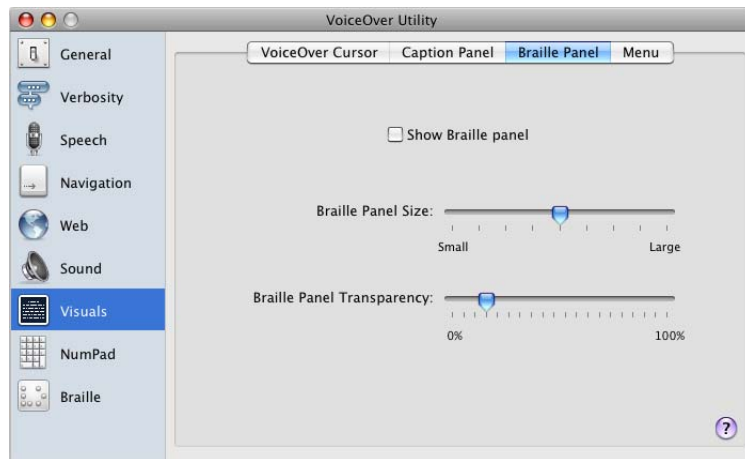 VoiceOver Utility
General
Verbosity
Speech
Navigation
Web
Sound
Visuals
NumPad
Braille
VoiceOver Cursor Caption Panel Braille Panel Menu
Show Braille panel
Braille Panel Size:
Small Large
Braille Panel Transparency:
0% 100%
?